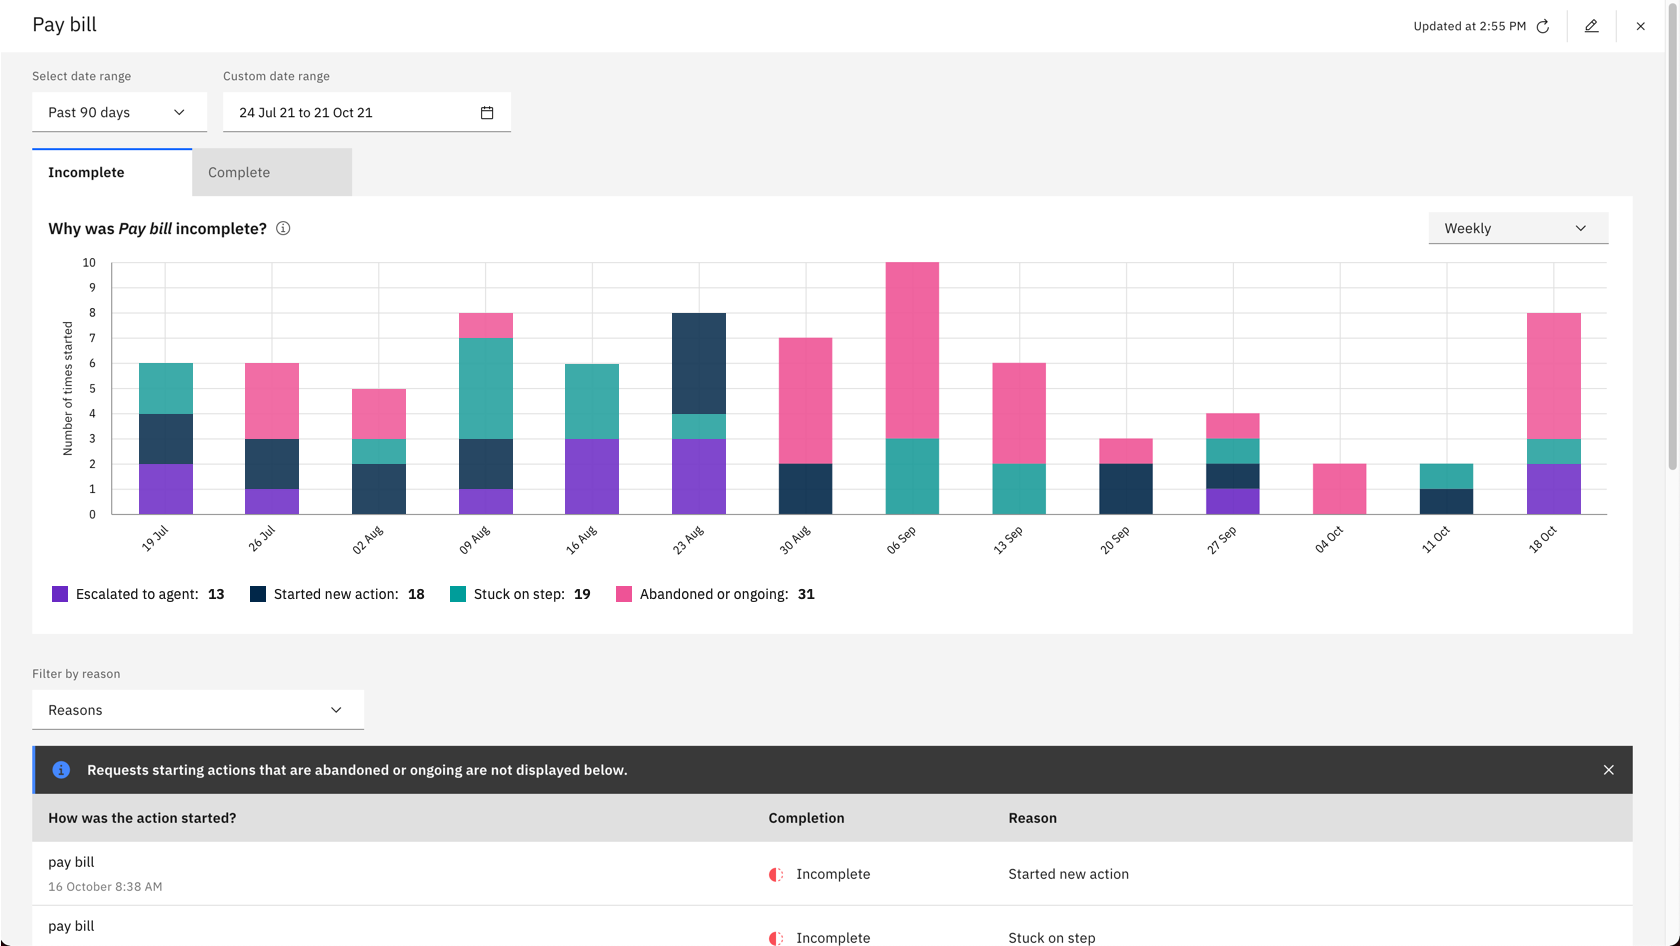 Pay bill
Updated at 2:55 PM
Select date range
Custom date range
Past 90 days
24 Jul 21 to 21 Oct 21
Incomplete
Complete
Why was Pay bill incomplete?
Weekly
Number of times started
10
9
8
7
6
5
4
3
2
1
0
19 Jul
26 Jul
02 Aug
09 Aug
16 Aug
23 Aug
30 Aug
06 Sep
13 Sep
20 Sep
27 Sep
04 Oct
11 Oct
18 Oct
Escalated to agent: 13
Started new action: 18
Stuck on step: 19
Abandoned or ongoing: 31
Filter by reason
Reasons
Requests starting actions that are abandoned or ongoing are not displayed below.
How was the action started?
Completion
Reason
pay bill
16 October 8:38 AM
Incomplete
Started new action
pay bill
Incomplete
Stuck on step